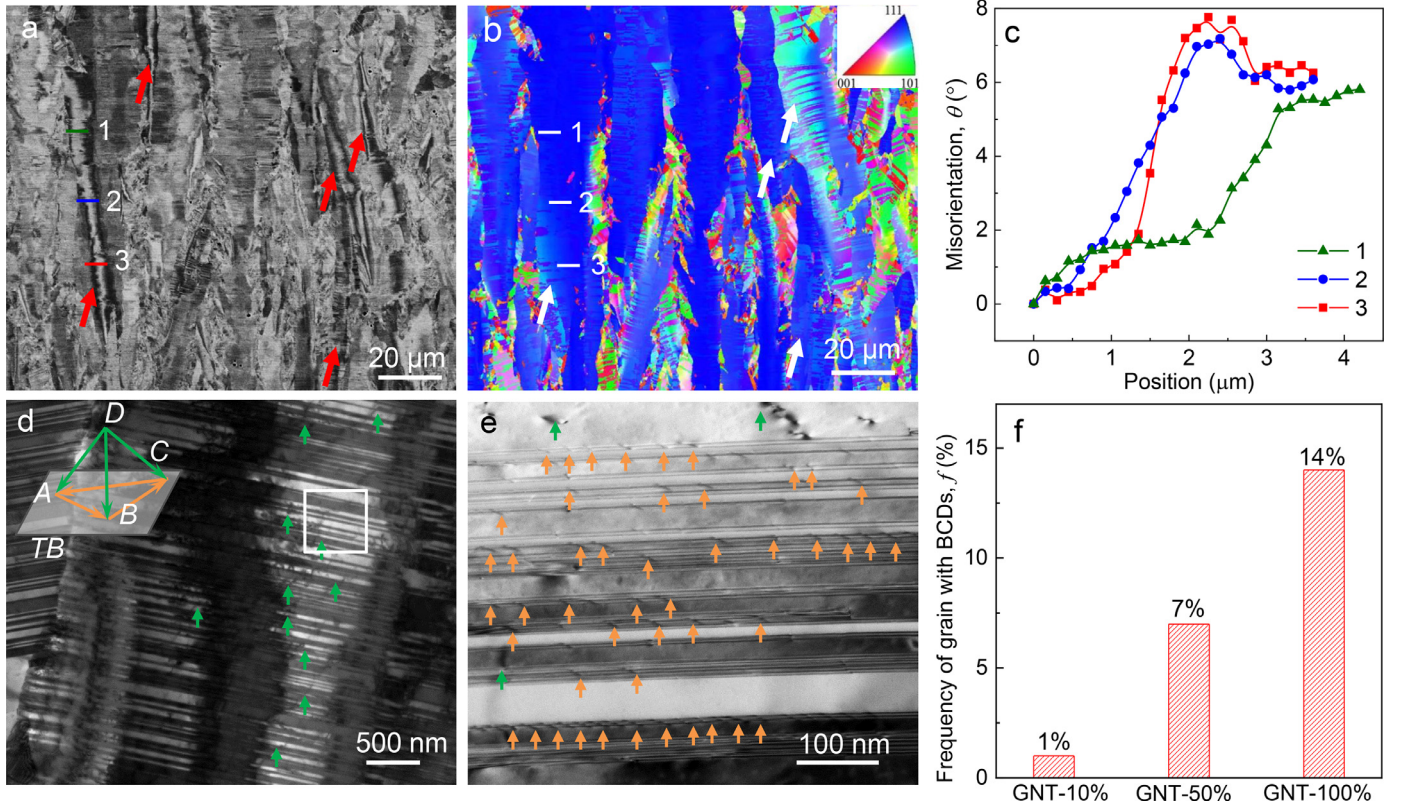 a
1
2
3
20 µm
b
111
001
101
1
2
3
20 µm
c
Misorientation, θ (°)
8
6
4
2
0
1
2
3
0
1
2
3
4
Position (µm)
d
D
C
A
B
TB
500 nm
e
100 nm
f
Frequency of grain with BCDs, f (%)
15
10
5
0
1%
7%
14%
GNT-10%
GNT-50%
GNT-100%